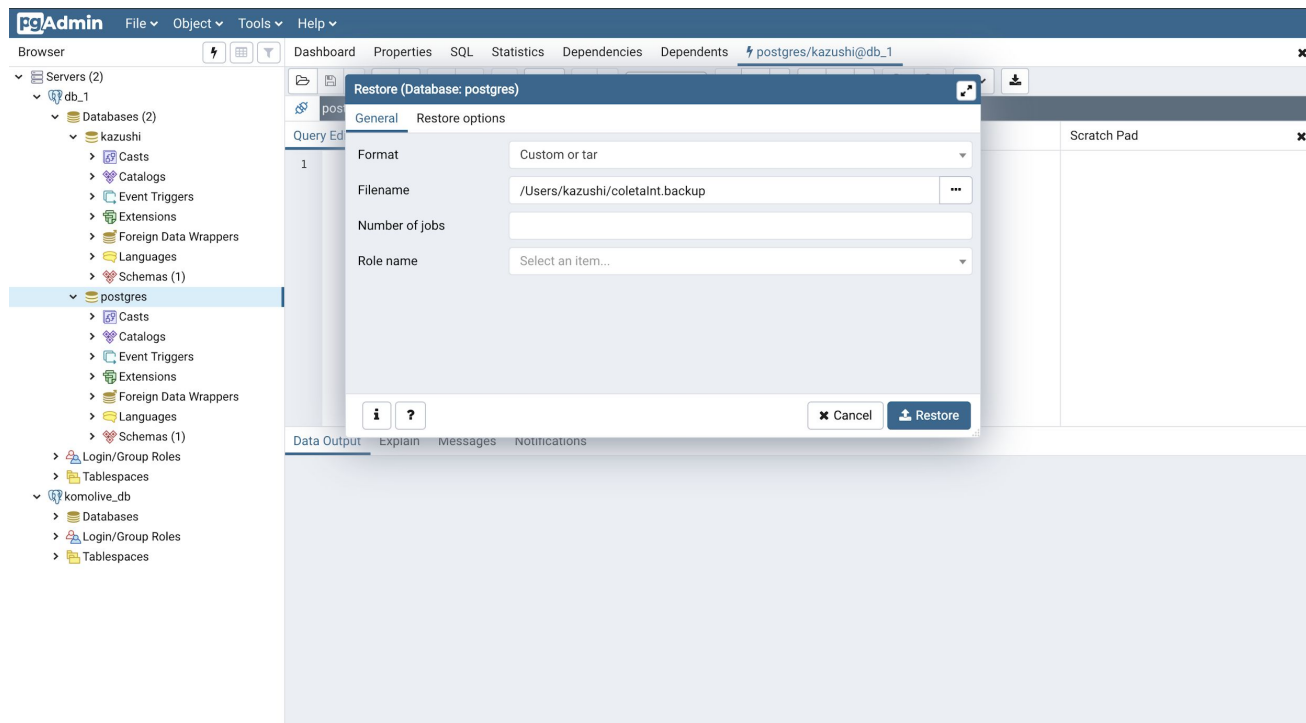 pgAdmin File Object Tools Help
Browser
Dashboard Properties SQL Statistics Dependencies Dependents postgres/kazushi@db_1
Servers (2)
db_1
Databases (2)
kazushi
Casts
Catalogs
Event Triggers
Extensions
Foreign Data Wrappers
Languages
Schemas (1)
postgres
Casts
Catalogs
Event Triggers
Extensions
Foreign Data Wrappers
Languages
Schemas (1)
Login/Group Roles
Tablespaces
komolive_db
Databases
Login/Group Roles
Tablespaces
post
Query Ed
Scratch Pad
1
Restore (Database: postgres)
General Restore options
Format Custom or tar
Filename /Users/kazushi/coletaInt.backup
Number of jobs
Role name Select an item...
i ? Cancel Restore
Data Output Explain Messages Notifications